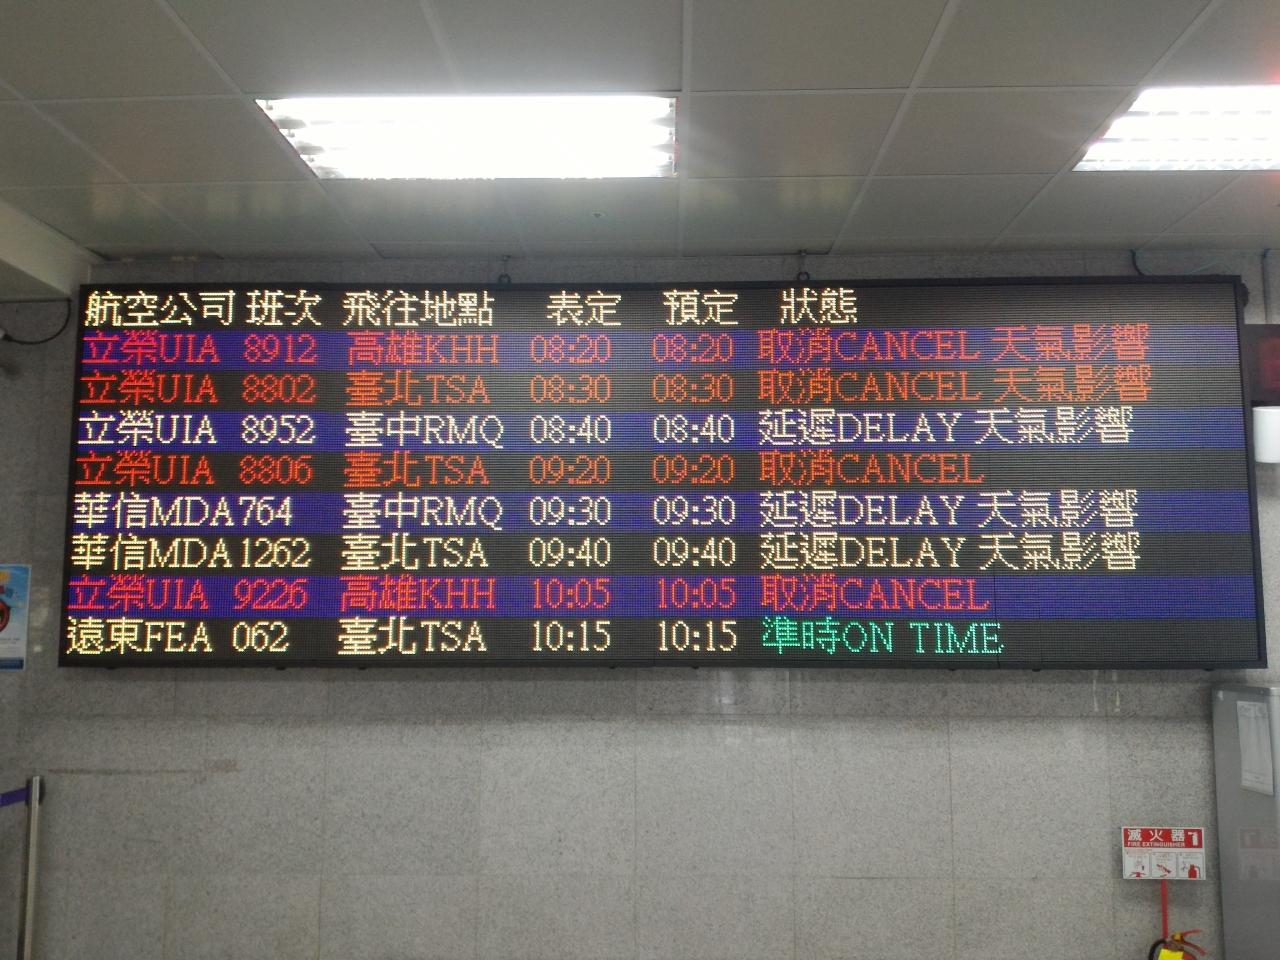 航空公司 班次 飛往地點 表定 預定 狀態
立榮UIA 8912 高雄KHH 08:20 08:20 取消CANCEL 天氣影響
立榮UIA 8802 臺北TSA 08:30 08:30 取消CANCEL 天氣影響
立榮UIA 8952 臺中RMQ 08:40 08:40 延遲DELAY 天氣影響
立榮UIA 8806 臺北TSA 09:20 09:20 取消CANCEL
華信MDA 764 臺中RMQ 09:30 09:30 延遲DELAY 天氣影響
華信MDA 1262 臺北TSA 09:40 09:40 延遲DELAY 天氣影響
立榮UIA 9226 高雄KHH 10:05 10:05 取消CANCEL
遠東FEA 062 臺北TSA 10:15 10:15 準時ON TIME
滅火器
FIRE EXTINGUISHER